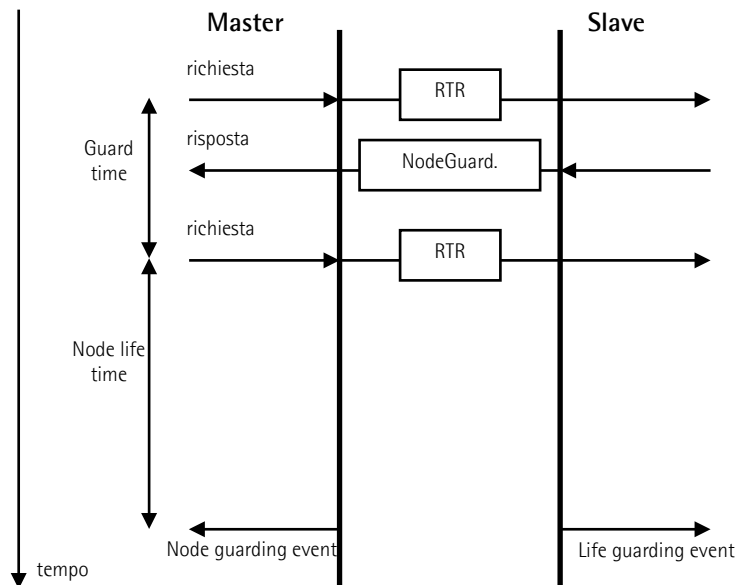 Master
Slave
richiesta
RTR
Guard
time
risposta
NodeGuard.
richiesta
RTR
Node life
time
Node guarding event
Life guarding event
tempo